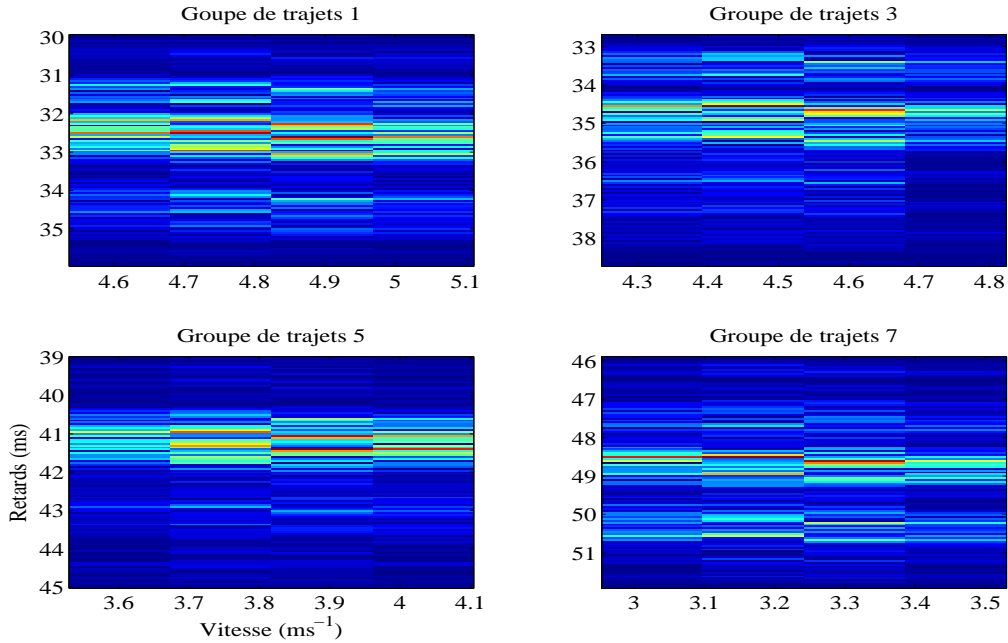 Goupe de trajets 1
30
31
32
33
34
35
4.6 4.7 4.8 4.9 5 5.1
Groupe de trajets 3
33
34
35
36
37
38
4.3 4.4 4.5 4.6 4.7 4.8
Groupe de trajets 5
39
40
41
42
43
44
45
Retards (ms)
3.6 3.7 3.8 3.9 4 4.1
Vitesse (ms⁻¹)
Groupe de trajets 7
46
47
48
49
50
51
3 3.1 3.2 3.3 3.4 3.5